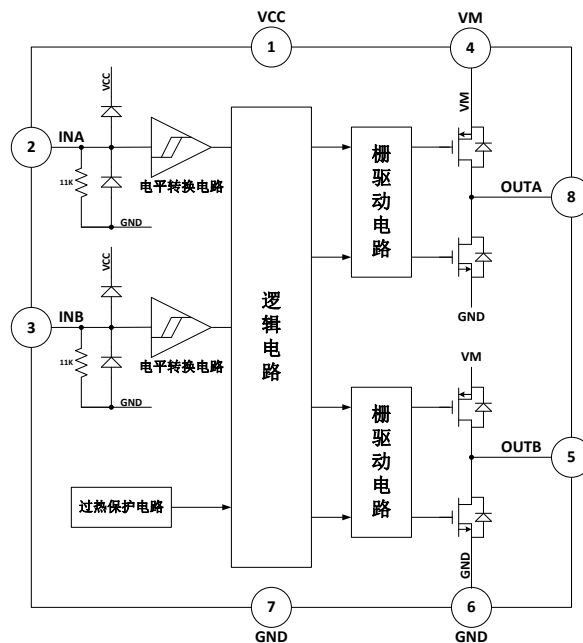 VCC
1
VM
4
VCC
VM
2
INA
11K
GND
电平转换电路
栅驱动电路
OUTA
8
GND
VCC
3
INB
11K
GND
电平转换电路
逻辑电路
VM
栅驱动电路
OUTB
5
过热保护电路
GND
7
GND
6
GND